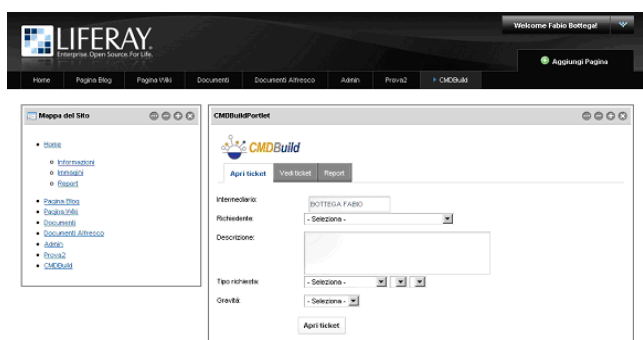 Welcome Fabio Bottega!
LIFERAY.
Enterprise. Open Source. For Life.
Aggiungi Pagina
Home Pagina Blog Pagina Wiki Documenti Documenti Alfresco Admin Prova2 CMDBuild
Mappa del Sito
Home
Informazioni
Immagini
Report
Pagina Blog
Pagina Wiki
Documenti
Documenti Alfresco
Admin
Prova2
CMDBuild
CMDBuildPortlet
CMDBuild
Apri ticket Vedi ticket Report
Intermediario: BOTTEGA FABIO
Richiedente: - Seleziona -
Descrizione:
Tipo richiesta: - Seleziona -
Gravità: - Seleziona -
Apri ticket